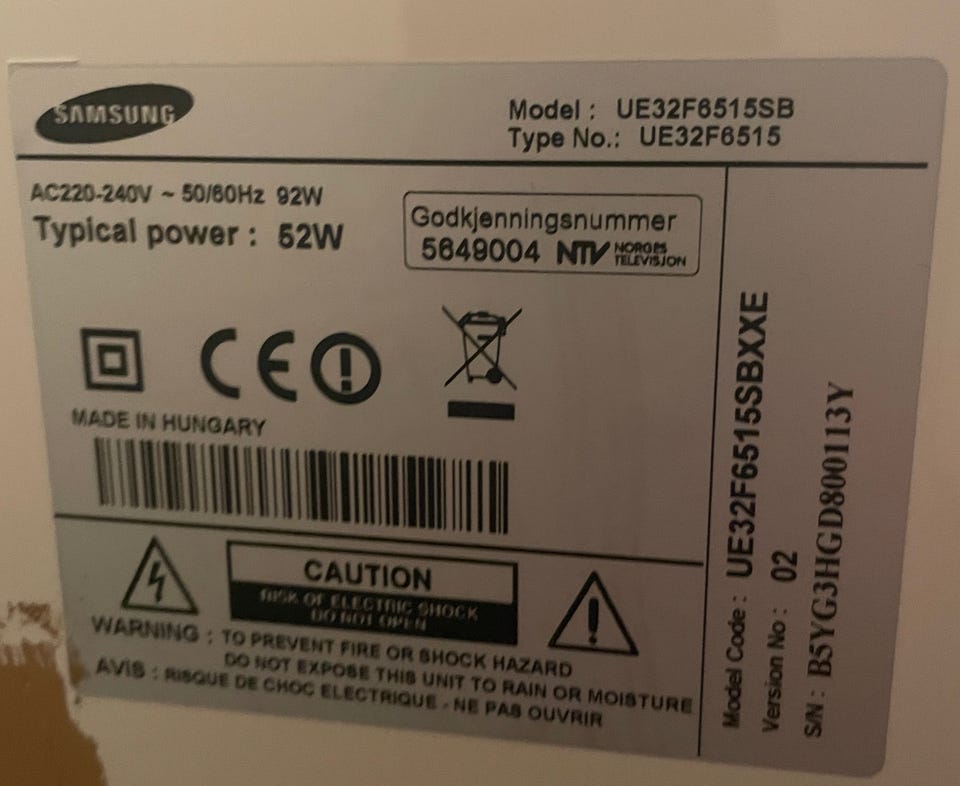 SAMSUNG
Model : UE32F6515SB
Type No.: UE32F6515
AC220-240V ~ 50/60Hz 92W
Typical power : 52W
Godkjenningsnummer
5649004 NTV NORGES
TELEVISJON
CE
MADE IN HUNGARY
CAUTION
RISK OF ELECTRIC SHOCK
DO NOT OPEN
WARNING : TO PREVENT FIRE OR SHOCK HAZARD
DO NOT EXPOSE THIS UNIT TO RAIN OR MOISTURE
AVIS : RISQUE DE CHOC ELECTRIQUE - NE PAS OUVRIR
Model Code : UE32F6515SBXXE
Version No : 02
S/N : B5YG3HGD800113Y